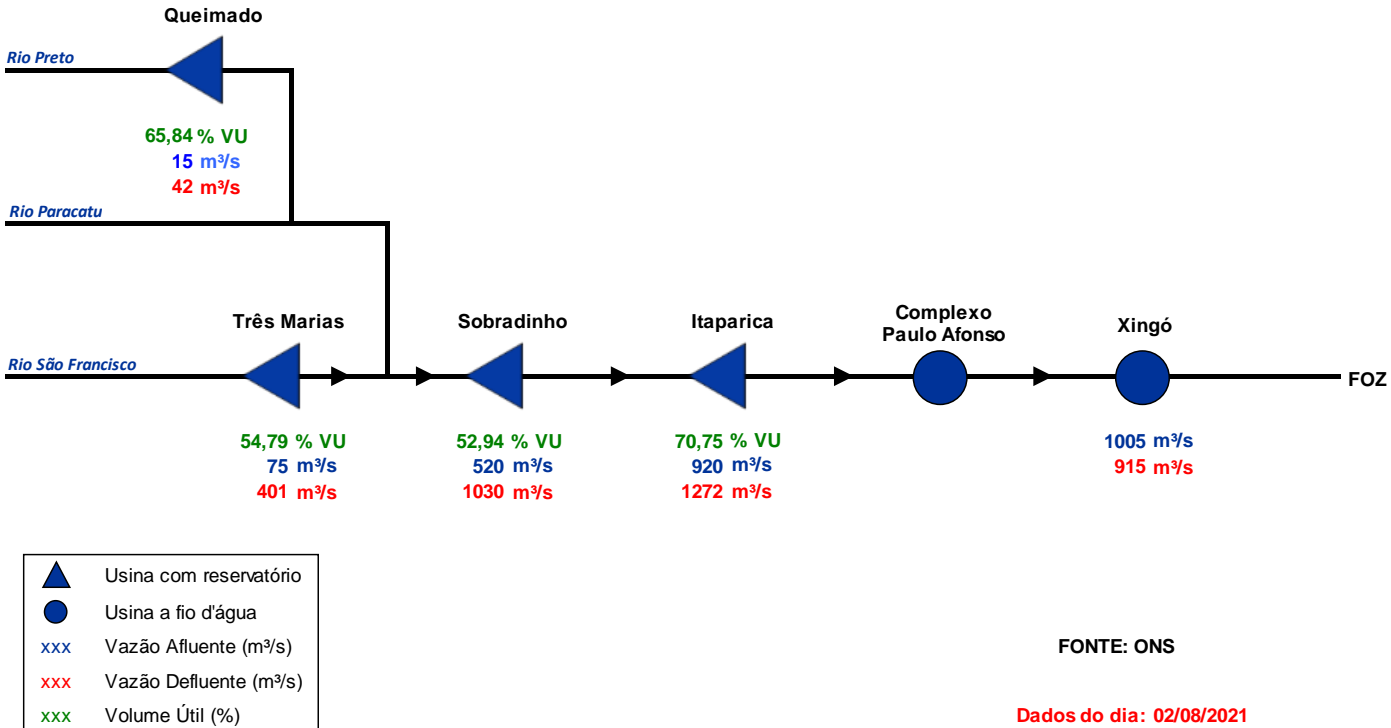 Queimado
Rio Preto
65,84 % VU
15 m³/s
42 m³/s
Rio Paracatu
Três Marias
Sobradinho
Itaparica
Complexo
Paulo Afonso
Xingó
Rio São Francisco
FOZ
54,79 % VU
75 m³/s
401 m³/s
52,94 % VU
520 m³/s
1030 m³/s
70,75 % VU
920 m³/s
1272 m³/s
1005 m³/s
915 m³/s
Usina com reservatório
Usina a fio d'água
xxx Vazão Afluente (m³/s)
xxx Vazão Defluente (m³/s)
xxx Volume Útil (%)
FONTE: ONS
Dados do dia: 02/08/2021